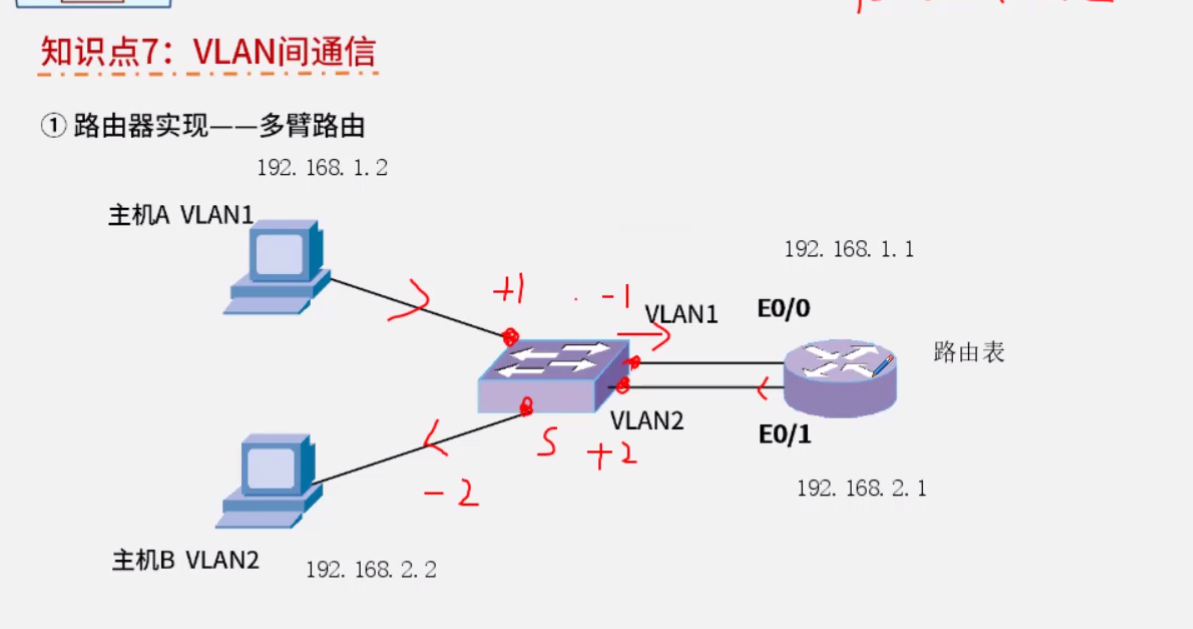 知识点7：VLAN间通信
① 路由器实现——多臂路由
192. 168. 1. 2
主机A VLAN1
192. 168. 1. 1
+1
-1
VLAN1
E0/0
路由表
VLAN2
E0/1
S
+2
-2
192. 168. 2. 1
主机B VLAN2
192. 168. 2. 2